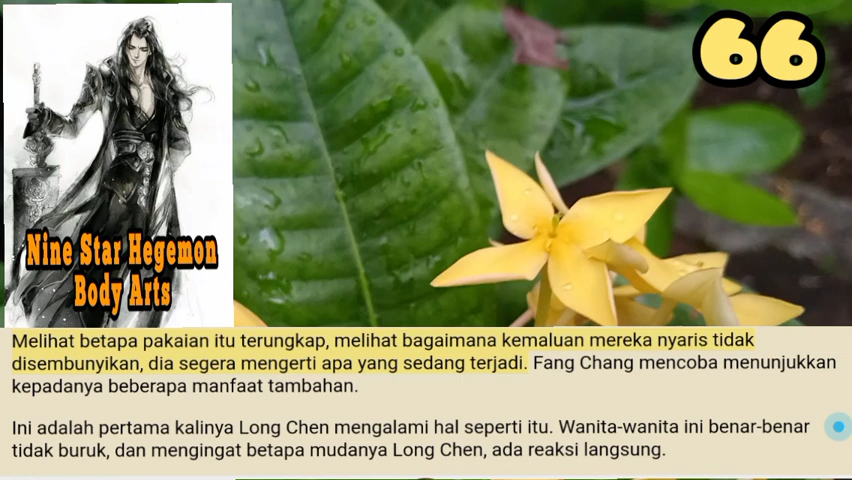 66
Nine Star Hegemon
Body Arts
Melihat betapa pakaian itu terungkap, melihat bagaimana kemaluan mereka nyaris tidak
disembunyikan, dia segera mengerti apa yang sedang terjadi. Fang Chang mencoba menunjukkan
kepadanya beberapa manfaat tambahan.
Ini adalah pertama kalinya Long Chen mengalami hal seperti itu. Wanita-wanita ini benar-benar
tidak buruk, dan mengingat betapa mudanya Long Chen, ada reaksi langsung.